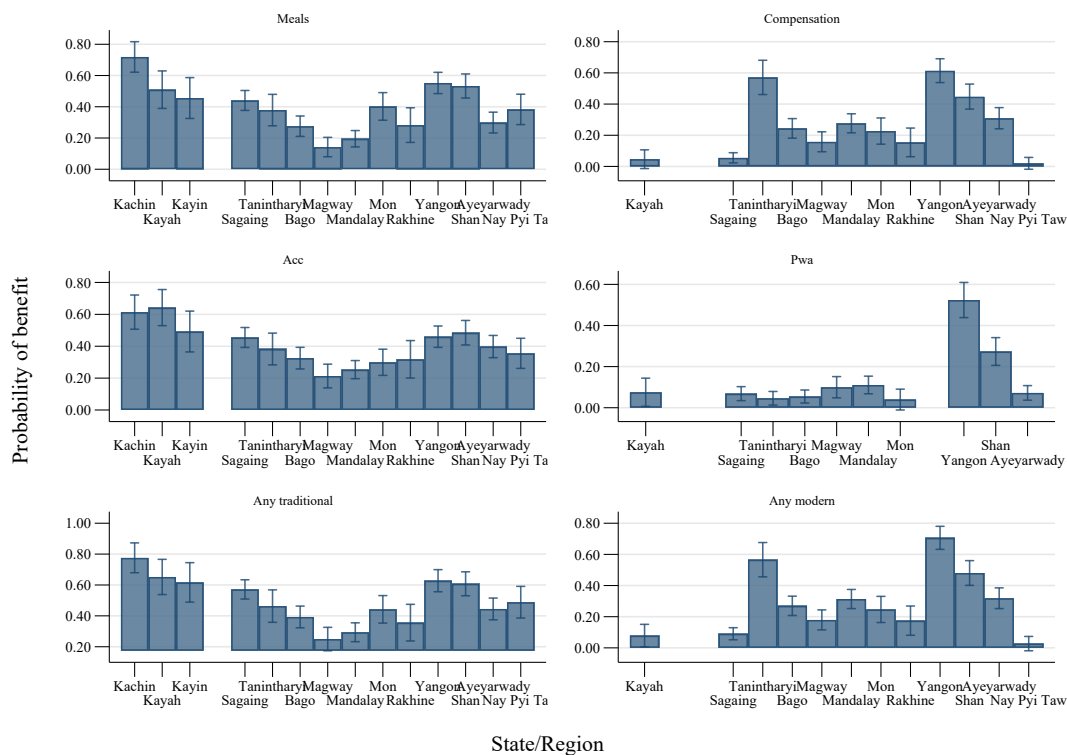 Probability of benefit
Meals
0.80
0.60
0.40
0.20
0.00
Kachin Kayin Tanintharyi Magway Mon Yangon Ayeyarwady
Kayah Sagaing Bago Mandalay Rakhine Shan Nay Pyi Ta
Compensation
0.80
0.60
0.40
0.20
0.00
Kayah Tanintharyi Magway Mon Yangon Ayeyarwady
Sagaing Bago Mandalay Rakhine Shan Nay Pyi Taw
Acc
0.80
0.60
0.40
0.20
0.00
Kachin Kayin Tanintharyi Magway Mon Yangon Ayeyarwady
Kayah Sagaing Bago Mandalay Rakhine Shan Nay Pyi Ta
Pwa
0.60
0.40
0.20
0.00
Kayah Tanintharyi Magway Mon Shan
Sagaing Bago Mandalay Yangon Ayeyarwady
Any traditional
1.00
0.80
0.60
0.40
0.20
Kachin Kayin Tanintharyi Magway Mon Yangon Ayeyarwady
Kayah Sagaing Bago Mandalay Rakhine Shan Nay Pyi Ta
Any modern
0.80
0.60
0.40
0.20
0.00
Kayah Tanintharyi Magway Mon Yangon Ayeyarwady
Sagaing Bago Mandalay Rakhine Shan Nay Pyi Taw
State/Region